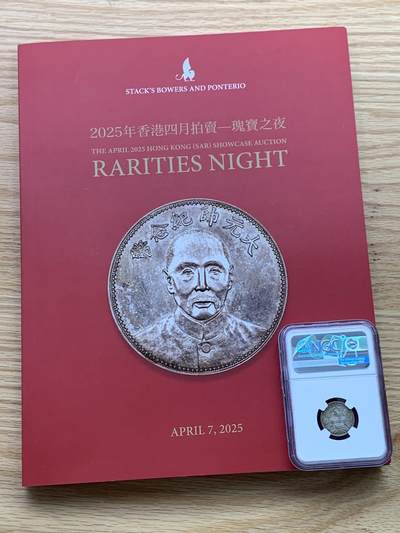 STACK'S BOWERS AND PONTERIO
2025年香港四月拍賣—瑰寶之夜
THE APRIL 2025 HONG KONG (SAR) SHOWCASE AUCTION
RARITIES NIGHT
大元帥紀念幣
APRIL 7, 2025
NGC